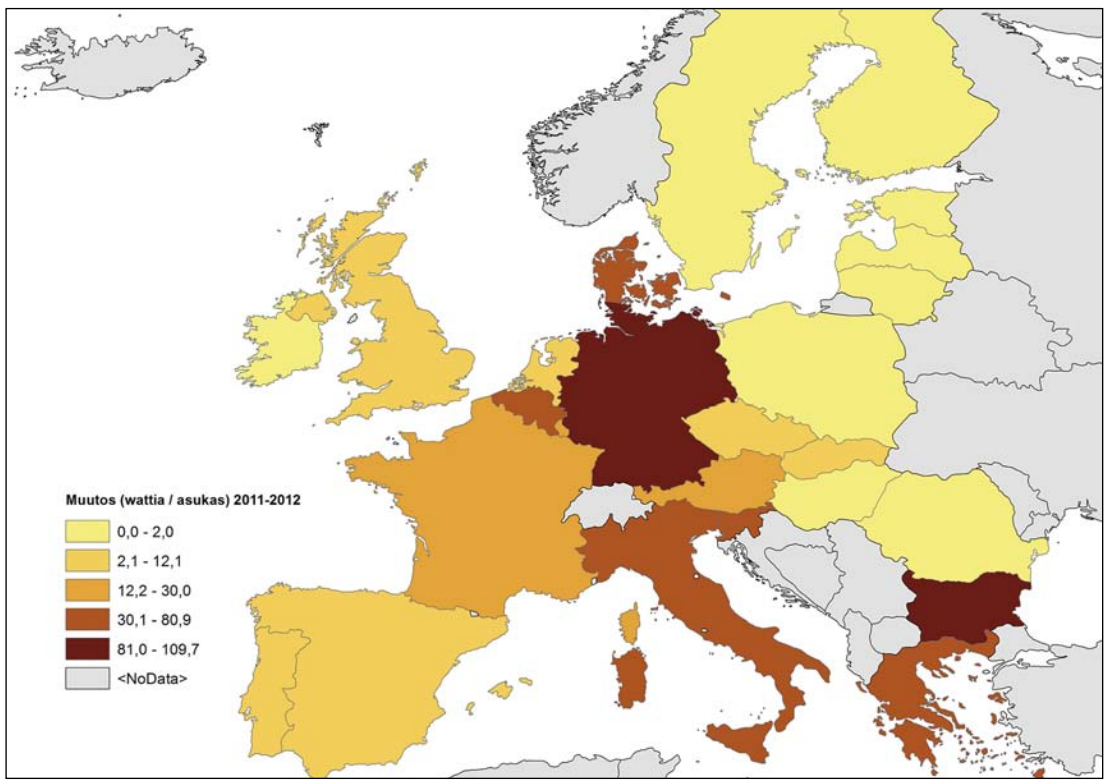 Muutos (wattia / asukas) 2011-2012
0,0 - 2,0
2,1 - 12,1
12,2 - 30,0
30,1 - 80,9
81,0 - 109,7
<NoData>